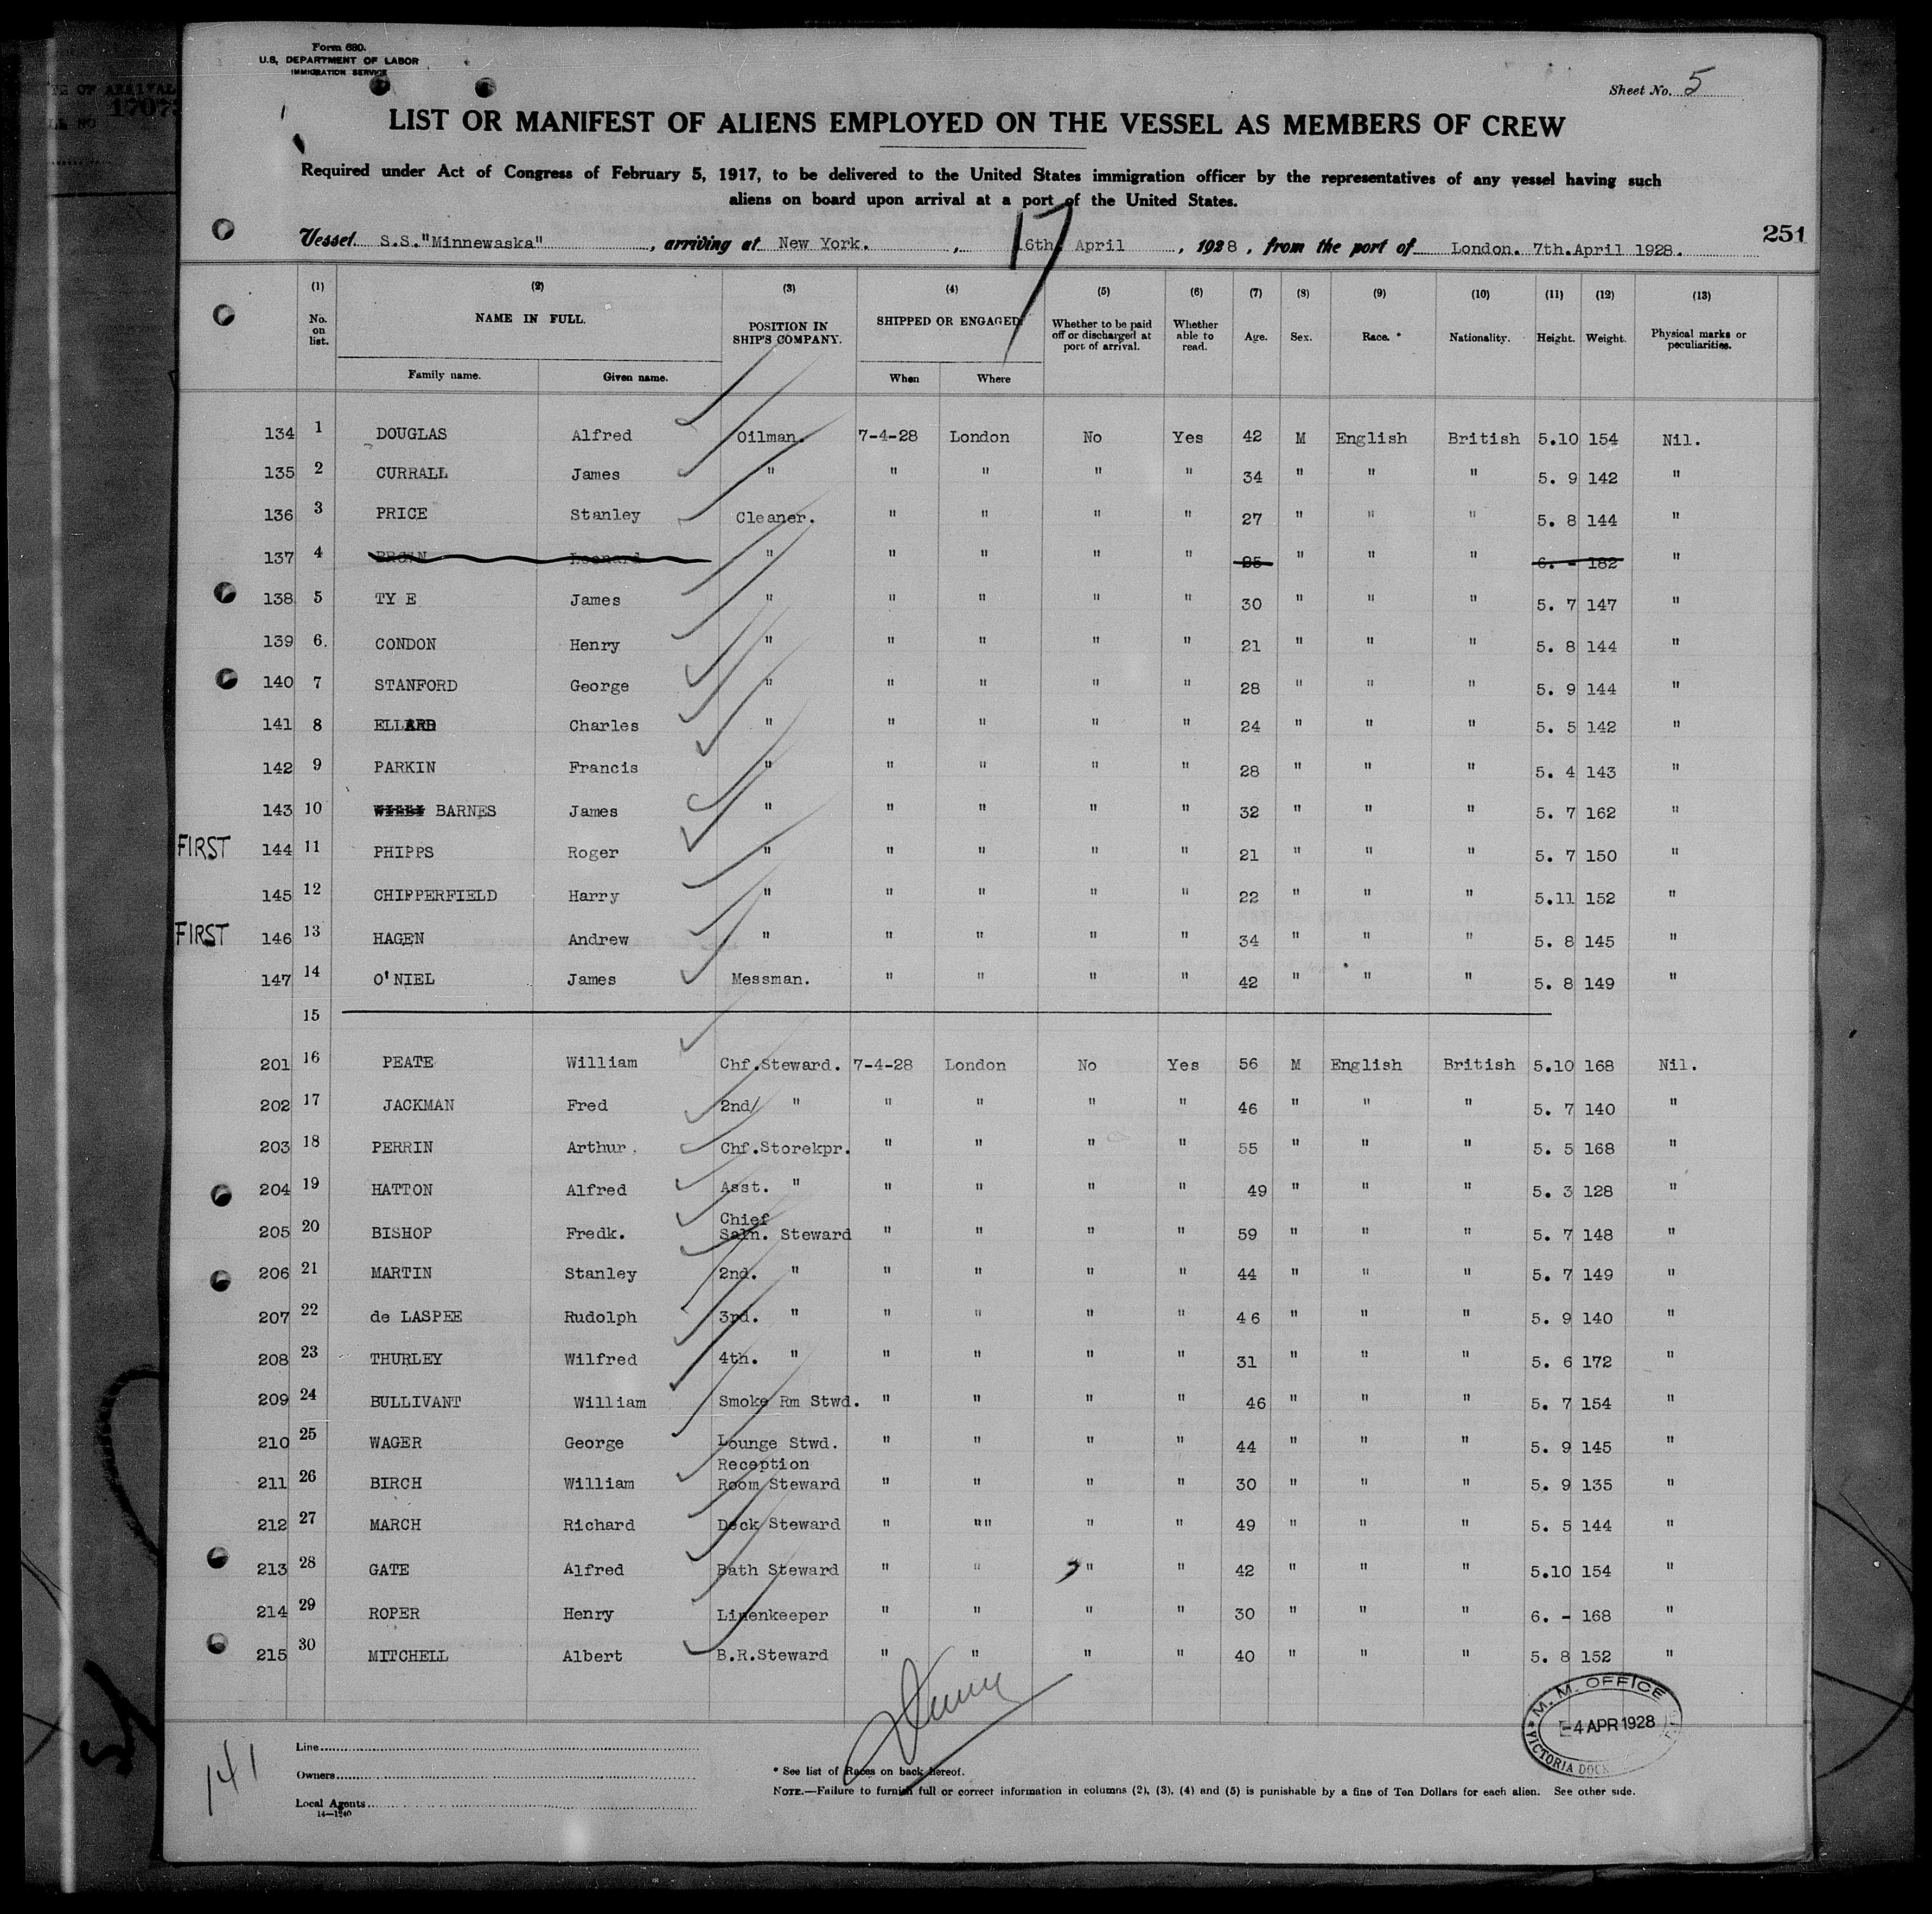 Form 680.
U.S. DEPARTMENT OF LABOR
IMMIGRATION SERVICE
Sheet No. 5
LIST OR MANIFEST OF ALIENS EMPLOYED ON THE VESSEL AS MEMBERS OF CREW
Required under Act of Congress of February 5, 1917, to be delivered to the United States immigration officer by the representatives of any vessel having such
aliens on board upon arrival at a port of the United States.
17
Vessel S.S."Minnewaska", arriving at New York., 16th April, 1928, from the port of London. 7th.April 1928.
251
(1) (2) (3) (4) (5) (6) (7) (8) (9) (10) (11) (12) (13)
No. on list. NAME IN FULL. POSITION IN SHIP'S COMPANY. SHIPPED OR ENGAGED. Whether to be paid off or discharged at port of arrival. Whether able to read. Age. Sex. Race.* Nationality. Height. Weight. Physical marks or peculiarities.
Family name. Given name. When Where
134 1 DOUGLAS Alfred Oilman. 7-4-28 London No Yes 42 M English British 5.10 154 Nil.
135 2 CURRALL James " " " " " 34 " " " 5. 9 142 "
136 3 PRICE Stanley Cleaner. " " " " 27 " " " 5. 8 144 "
137 4 Leonard " " " " " " " " 6. - 182 "
138 5 TY E James " " " " " 30 " " " 5. 7 147 "
139 6. CONDON Henry " " " " " 21 " " " 5. 8 144 "
140 7 STANFORD George " " " " " 28 " " " 5. 9 144 "
141 8 ELLARD Charles " " " " " 24 " " " 5. 5 142 "
142 9 PARKIN Francis " " " " " 28 " " " 5. 4 143 "
143 10 WILLI BARNES James " " " " " 32 " " " 5. 7 162 "
FIRST 144 11 PHIPPS Roger " " " " " 21 " " " 5. 7 150 "
145 12 CHIPPERFIELD Harry " " " " " 22 " " " 5.11 152 "
FIRST 146 13 HAGEN Andrew " " " " " 34 " " " 5. 8 145 "
147 14 O'NIEL James Messman. " " " " 42 " " " 5. 8 149 "
15
201 16 PEATE William Chf.Steward. 7-4-28 London No Yes 56 M English British 5.10 168 Nil.
202 17 JACKMAN Fred 2nd/ " " " " " 46 " " " 5. 7 140 "
203 18 PERRIN Arthur. Chf.Storekpr. " " " " 55 " " " 5. 5 168 "
204 19 HATTON Alfred Asst. " " " " " 49 " " " 5. 3 128 "
205 20 BISHOP Fredk. Chief Saln. Steward " " " " 59 " " " 5. 7 148 "
206 21 MARTIN Stanley 2nd. " " " " " 44 " " " 5. 7 149 "
207 22 de LASPEE Rudolph 3rd. " " " " " 46 " " " 5. 9 140 "
208 23 THURLEY Wilfred 4th. " " " " " 31 " " " 5. 6 172 "
209 24 BULLIVANT William Smoke Rm Stwd. " " " " 46 " " " 5. 7 154 "
210 25 WAGER George Lounge Stwd. " " " " 44 " " " 5. 9 145 "
211 26 BIRCH William Reception Room Steward " " " " 30 " " " 5. 9 135 "
212 27 MARCH Richard Deck Steward " "" " " 49 " " " 5. 5 144 "
213 28 GATE Alfred Bath Steward " " " " 42 " " " 5.10 154 "
214 29 ROPER Henry Linenkeeper " " " " 30 " " " 6. - 168 "
215 30 MITCHELL Albert B.R.Steward " " " " 40 " " " 5. 8 152 "
M. M. OFFICE
-4 APR 1928
VICTORIA DOCK
141
Line
Owners
Local Agents
14—1240
* See list of Races on back hereof.
NOTE.—Failure to furnish full or correct information in columns (2), (3), (4) and (5) is punishable by a fine of Ten Dollars for each alien. See other side.